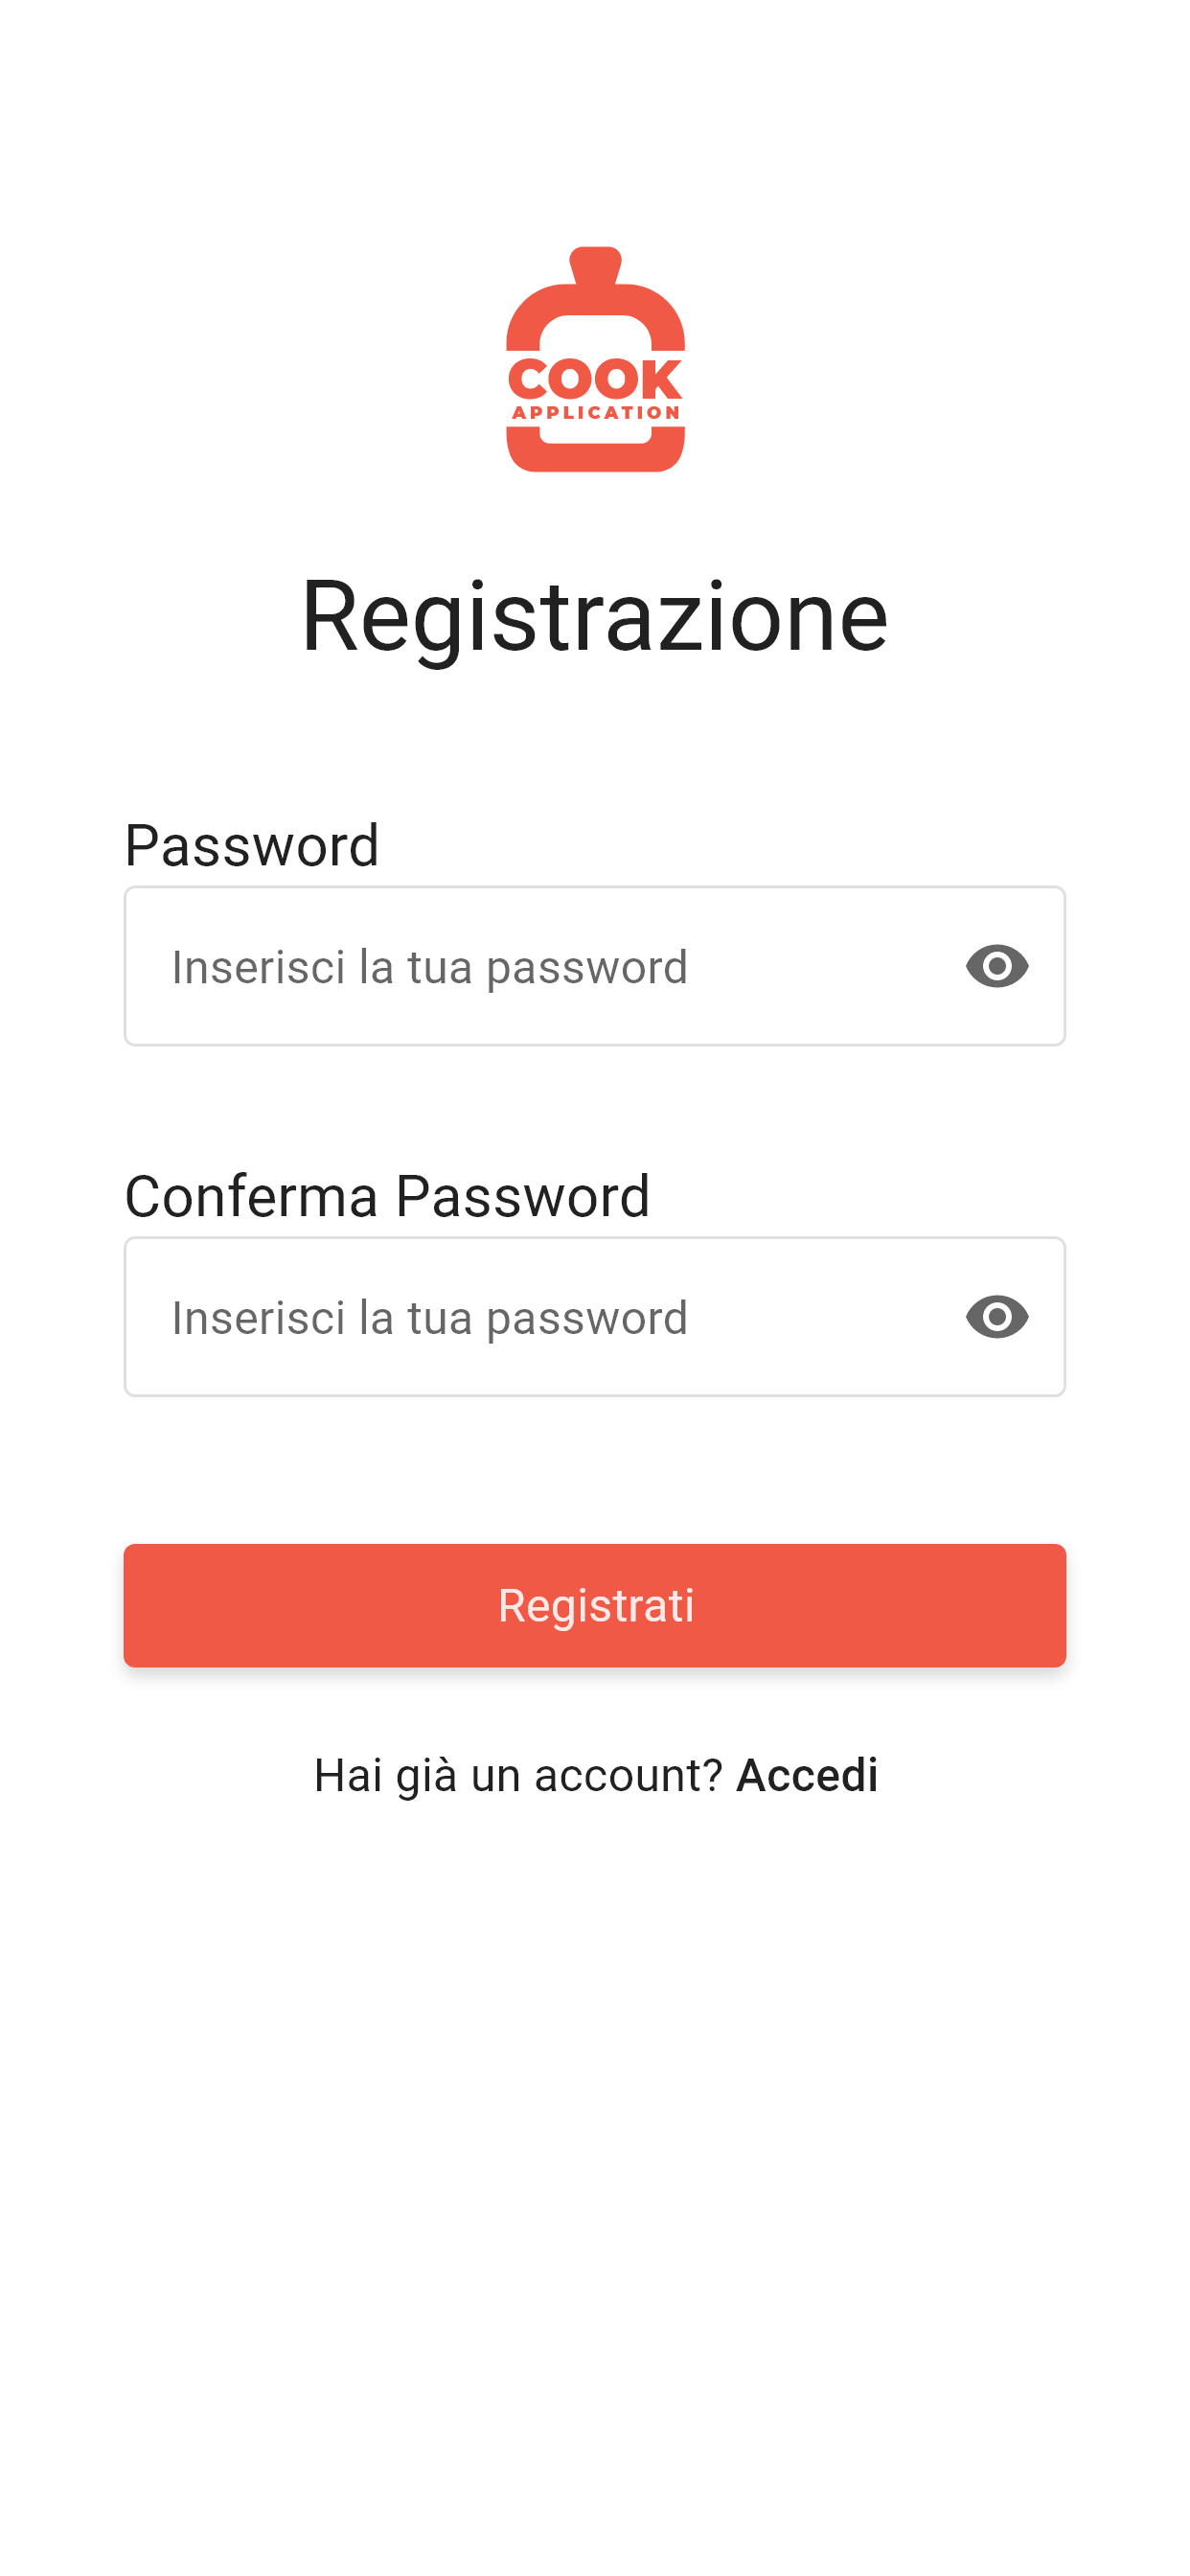 COOK
APPLICATION
Registrazione
Password
Inserisci la tua password
Conferma Password
Inserisci la tua password
Registrati
Hai già un account? Accedi